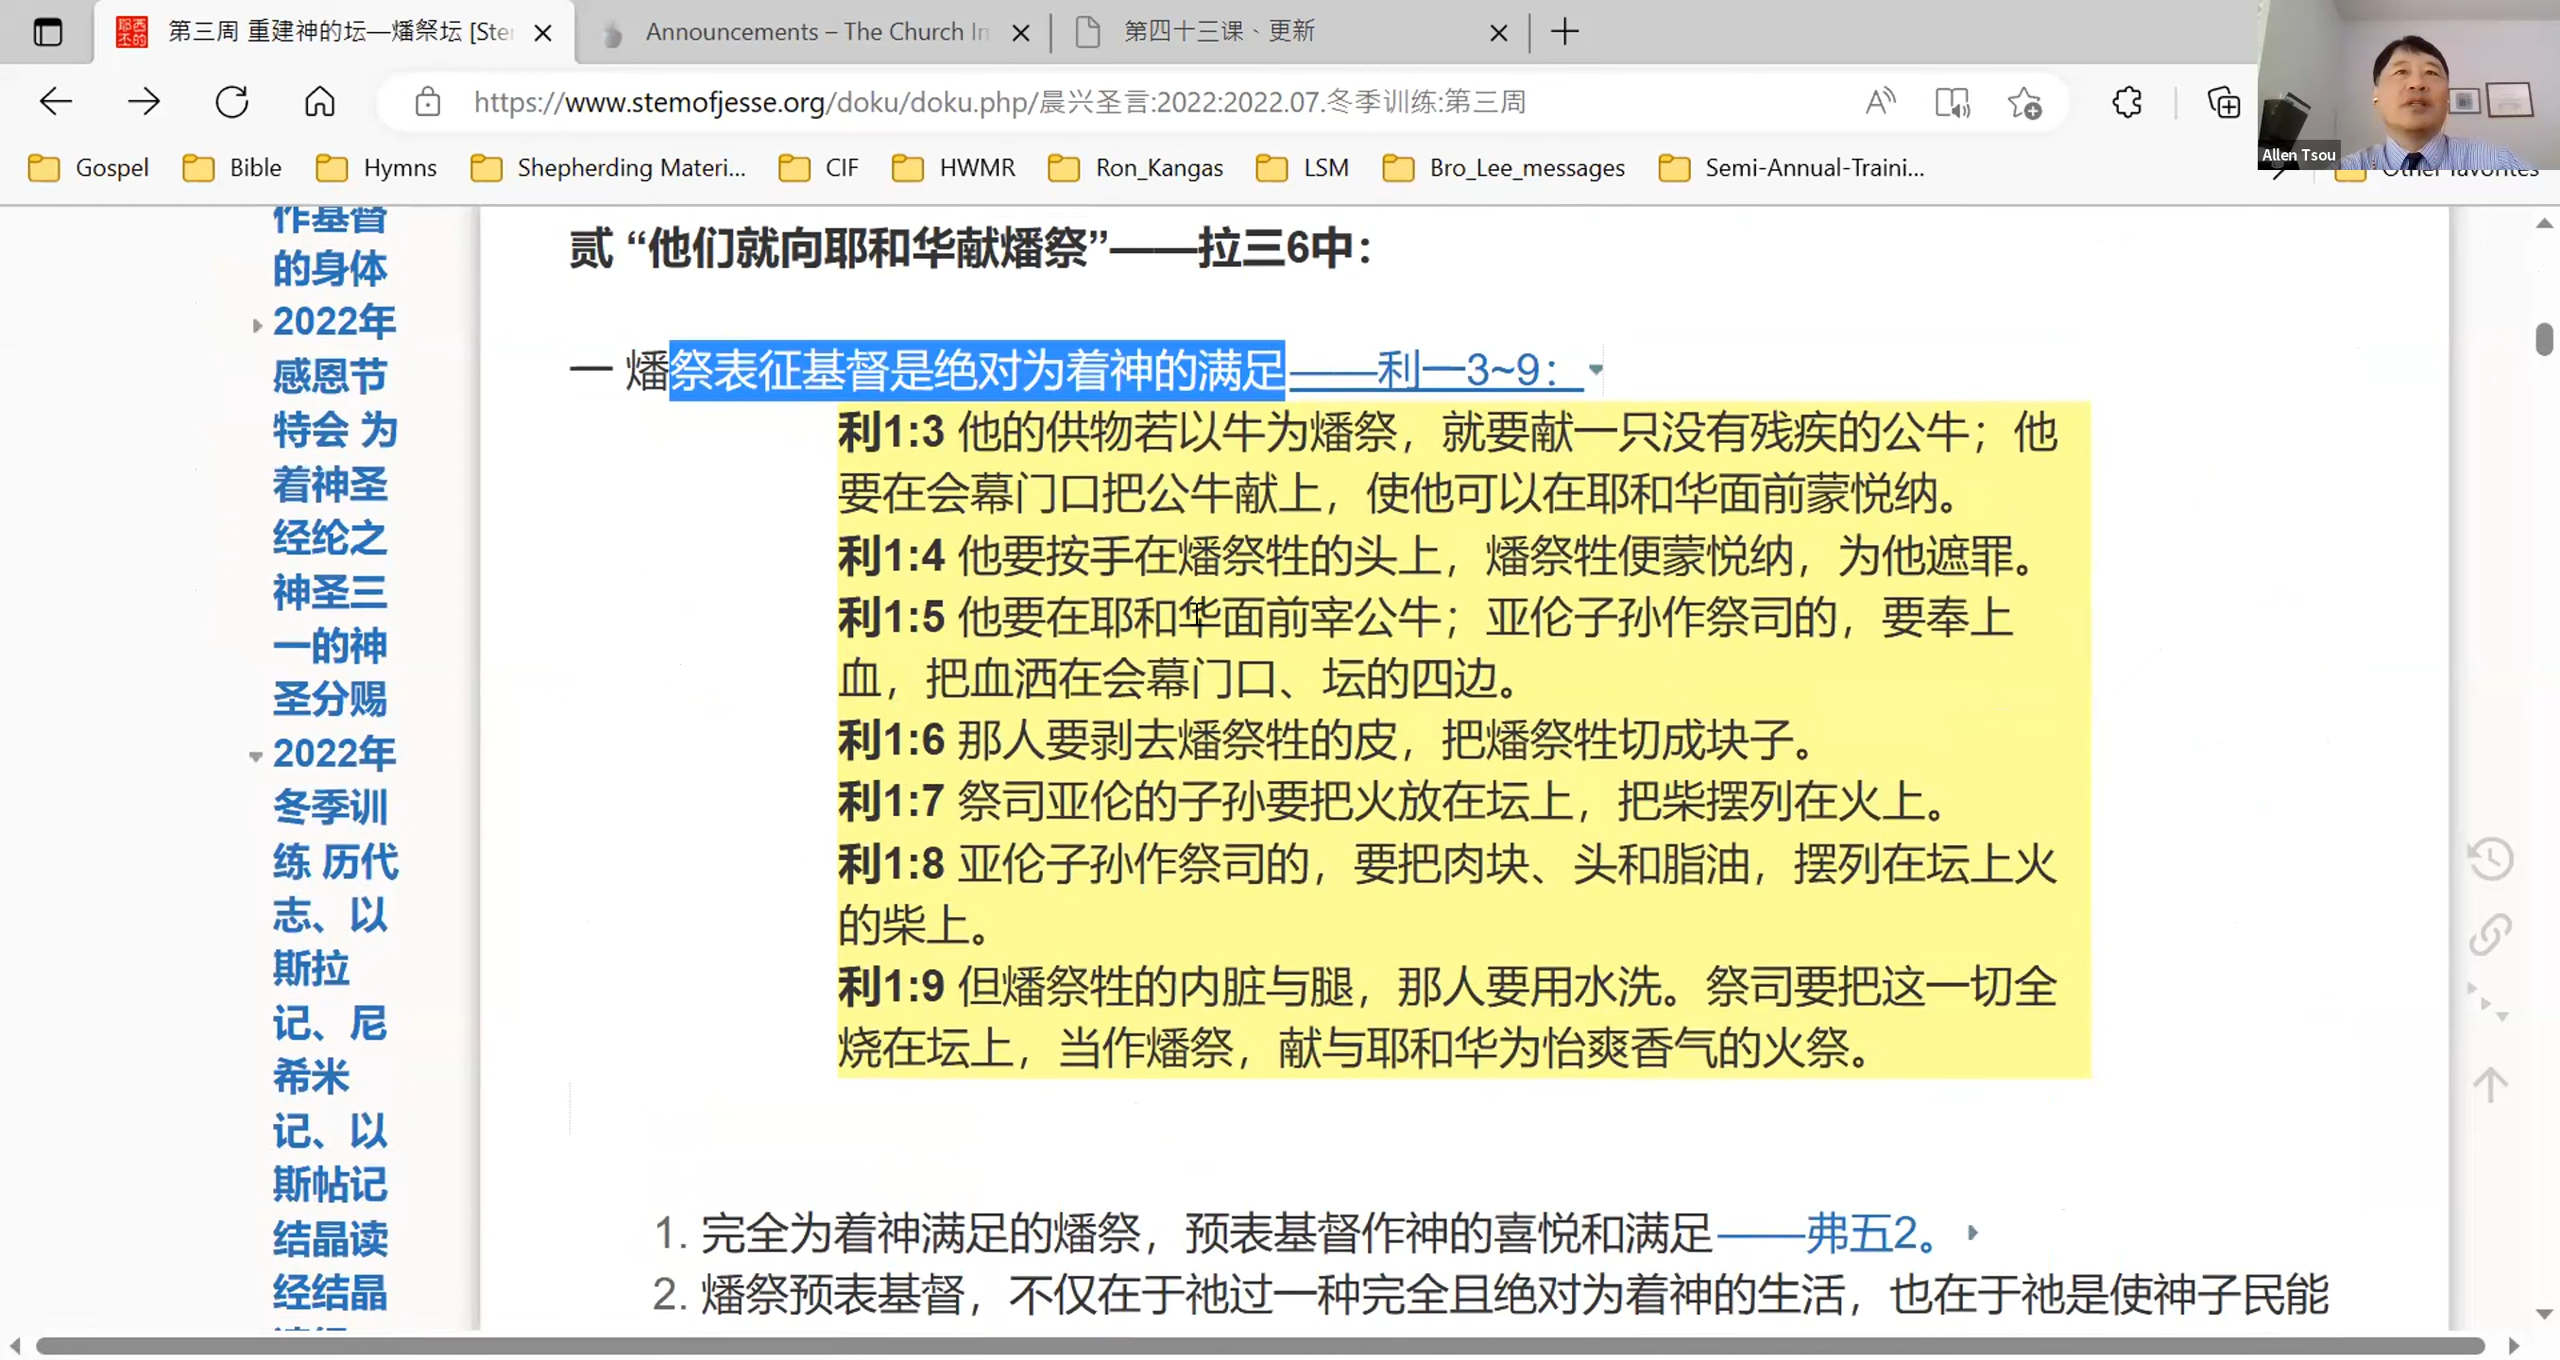 第三周 重建神的坛—燔祭坛 [Ste
Announcements – The Church In
第四十三课、更新
https://www.stemofjesse.org/doku/doku.php/晨兴圣言:2022:2022.07.冬季训练:第三周
Allen Tsou
Gospel
Bible
Hymns
Shepherding Materi...
CIF
HWMR
Ron_Kangas
LSM
Bro_Lee_messages
Semi-Annual-Traini...
Other favorites
作基督
的身体
2022年
感恩节
特会 为
着神圣
经纶之
神圣三
一的神
圣分赐
2022年
冬季训
练 历代
志、以
斯拉
记、尼
希米
记、以
斯帖记
结晶读
经结晶
贰 “他们就向耶和华献燔祭”——拉三6中：
一 燔祭表征基督是绝对为着神的满足——利一3~9：
利1:3 他的供物若以牛为燔祭，就要献一只没有残疾的公牛；他
要在会幕门口把公牛献上，使他可以在耶和华面前蒙悦纳。
利1:4 他要按手在燔祭牲的头上，燔祭牲便蒙悦纳，为他遮罪。
利1:5 他要在耶和华面前宰公牛；亚伦子孙作祭司的，要奉上
血，把血洒在会幕门口、坛的四边。
利1:6 那人要剥去燔祭牲的皮，把燔祭牲切成块子。
利1:7 祭司亚伦的子孙要把火放在坛上，把柴摆列在火上。
利1:8 亚伦子孙作祭司的，要把肉块、头和脂油，摆列在坛上火
的柴上。
利1:9 但燔祭牲的内脏与腿，那人要用水洗。祭司要把这一切全
烧在坛上，当作燔祭，献与耶和华为怡爽香气的火祭。
1. 完全为着神满足的燔祭，预表基督作神的喜悦和满足——弗五2。
2. 燔祭预表基督，不仅在于祂过一种完全且绝对为着神的生活，也在于祂是使神子民能